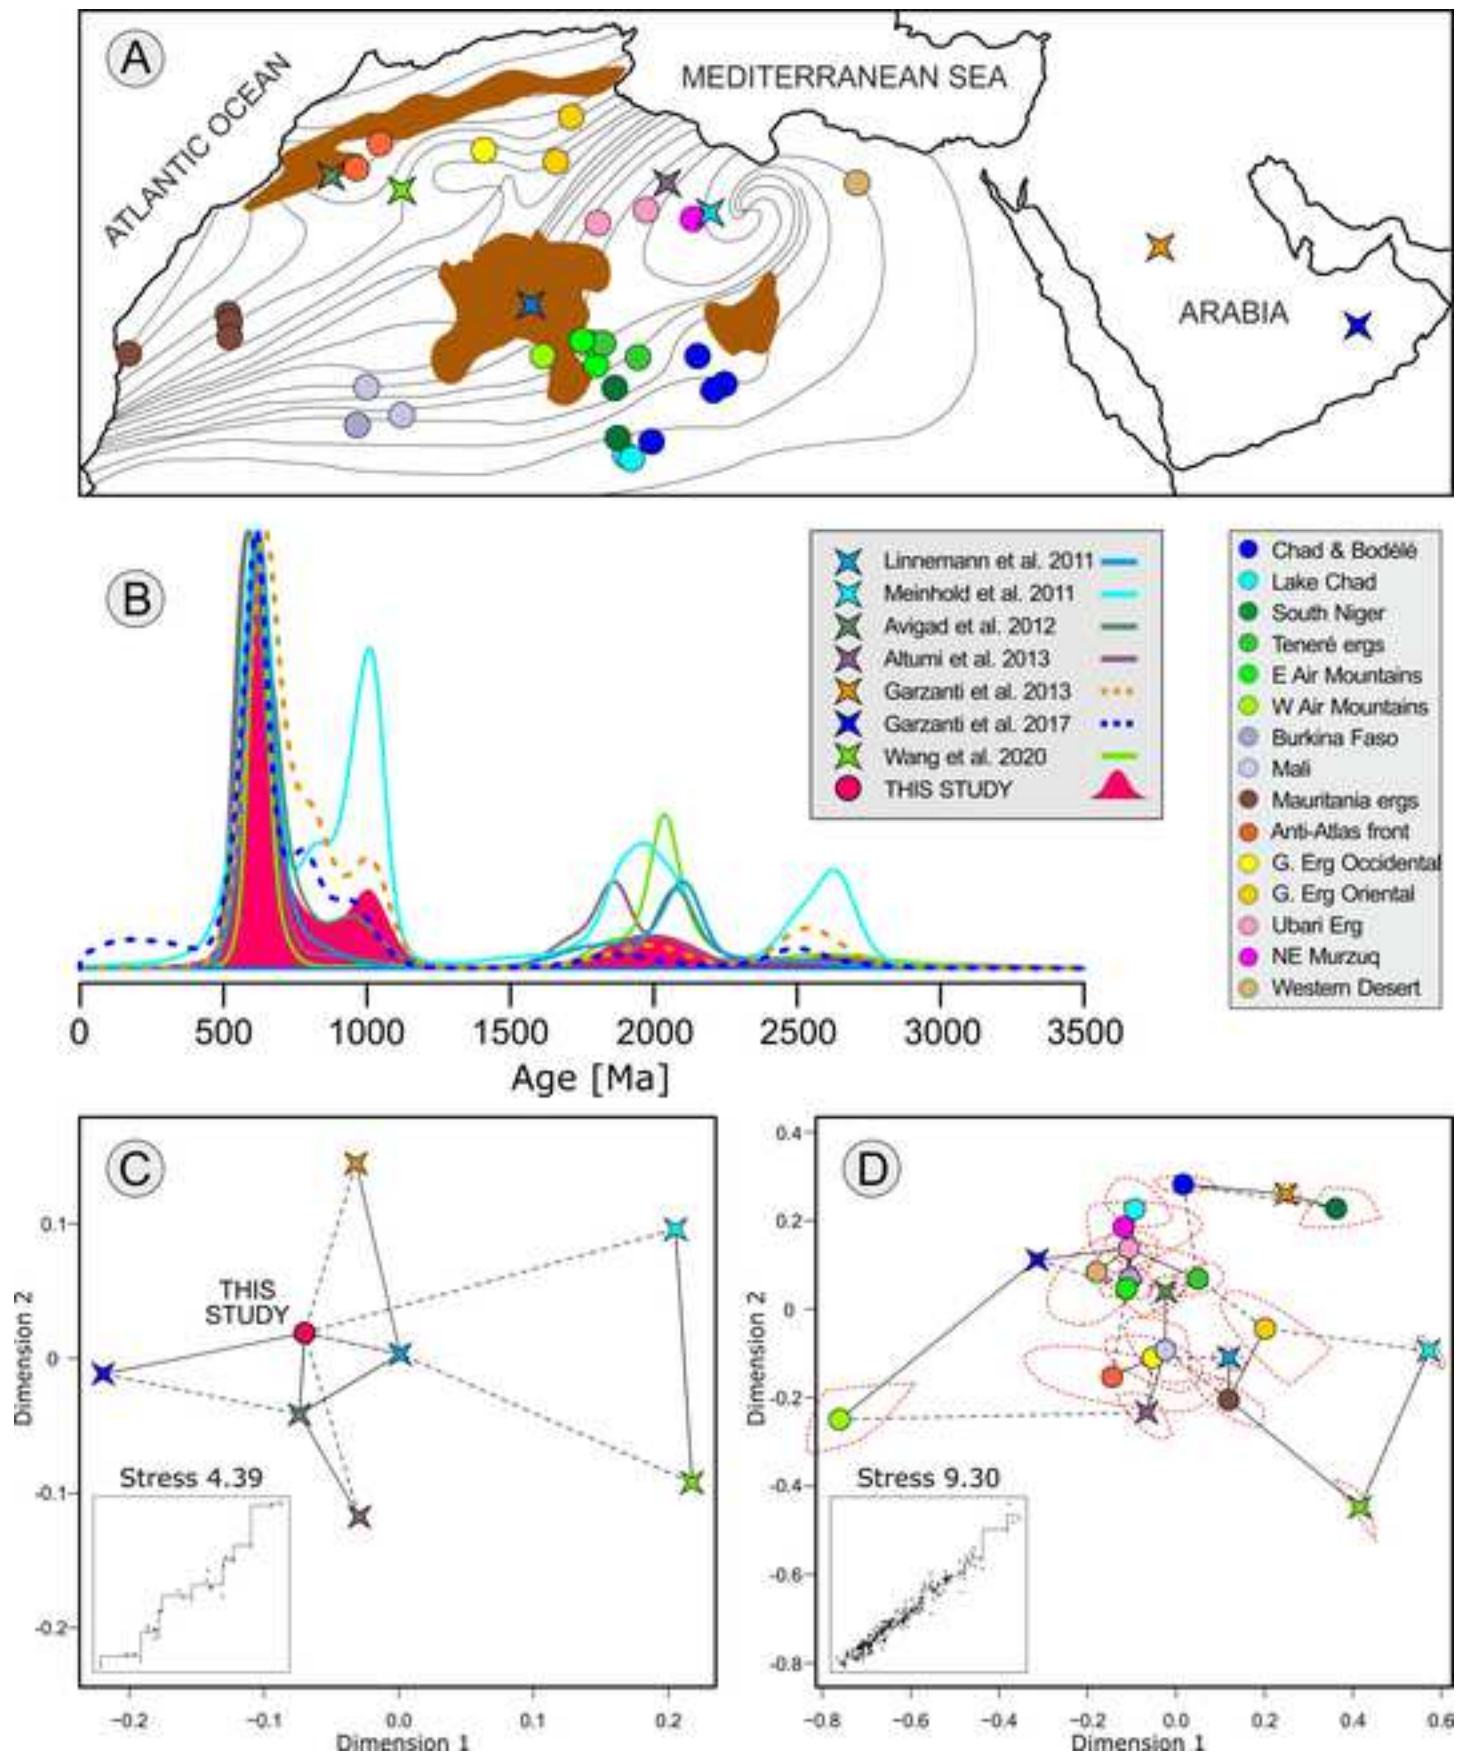 A
ATLANTIC OCEAN
MEDITERRANEAN SEA
ARABIA
B
Linnemann et al. 2011
Meinhold et al. 2011
Avigad et al. 2012
Altumi et al. 2013
Garzanti et al. 2013
Garzanti et al. 2017
Wang et al. 2020
THIS STUDY
Chad & Bodélé
Lake Chad
South Niger
Teneré ergs
E Air Mountains
W Air Mountains
Burkina Faso
Mali
Mauritania ergs
Anti-Atlas front
G. Erg Occidental
G. Erg Oriental
Ubari Erg
NE Murzuq
Western Desert
0 500 1000 1500 2000 2500 3000 3500
Age [Ma]
C
0.1
0
-0.1
-0.2
Dimension 2
THIS
STUDY
Stress 4.39
−0.2 −0.1 0.0 0.1 0.2
Dimension 1
D
0.4
0.2
0
-0.2
-0.4
-0.6
-0.8
Dimension 2
Stress 9.30
−0.8 −0.6 −0.4 −0.2 0.0 0.2 0.4 0.6
Dimension 1